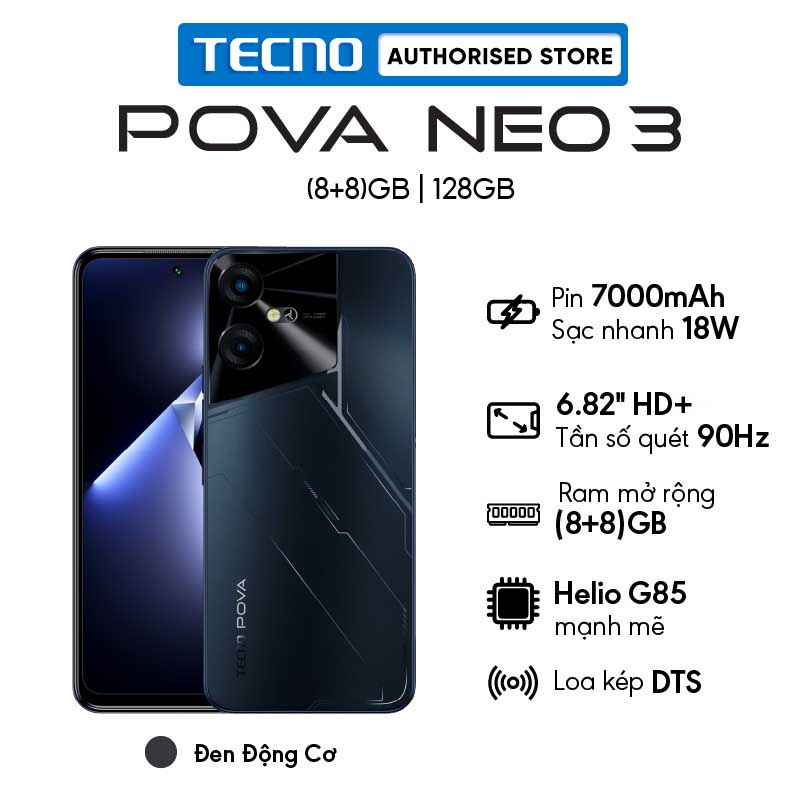 TECNO AUTHORISED STORE
POVA NEO 3
(8+8)GB | 128GB
Pin 7000mAh
Sạc nhanh 18W
6.82" HD+
Tần số quét 90Hz
Ram mở rộng
(8+8)GB
Helio G85
mạnh mẽ
Loa kép DTS
TECNO POVA
Đen Động Cơ